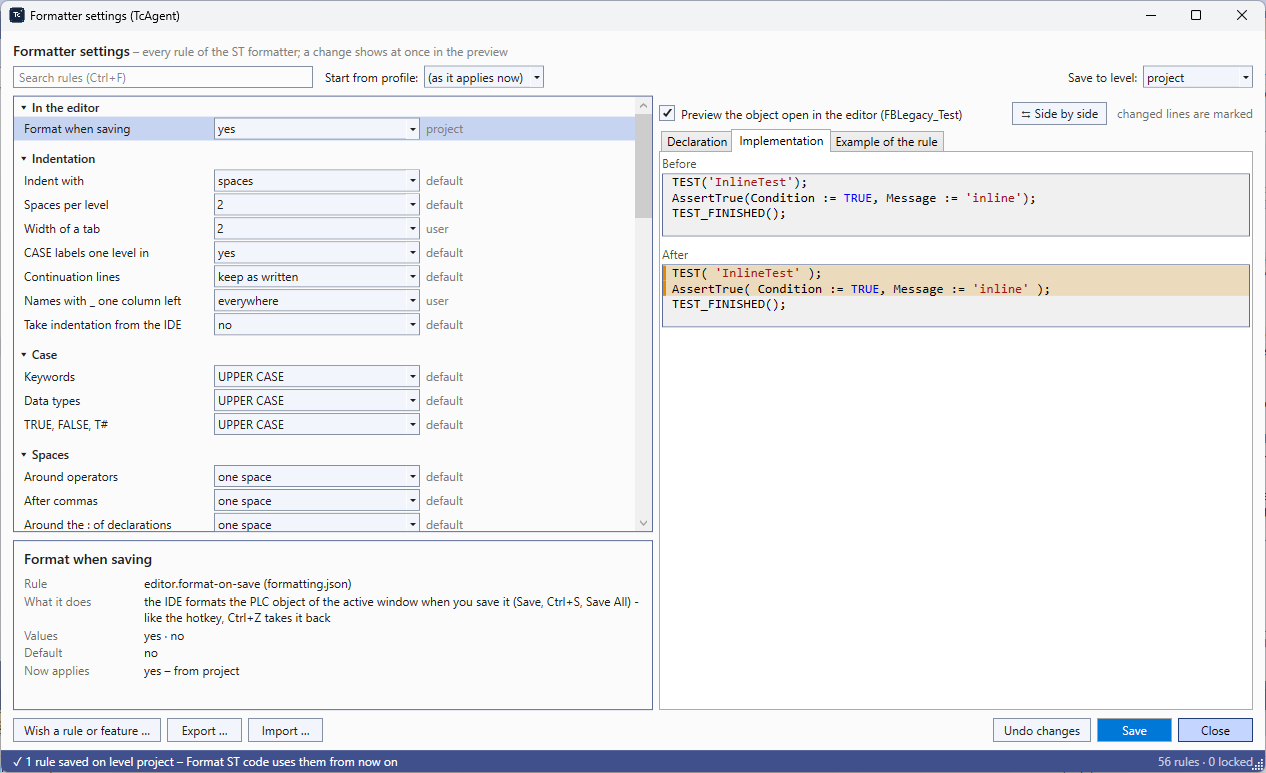 Tc Formatter settings (TcAgent)
Formatter settings – every rule of the ST formatter; a change shows at once in the preview
Search rules (Ctrl+F) Start from profile: (as it applies now) Save to level: project
In the editor
Format when saving yes project
Indentation
Indent with spaces default
Spaces per level 2 default
Width of a tab 2 user
CASE labels one level in yes default
Continuation lines keep as written default
Names with _ one column left everywhere user
Take indentation from the IDE no default
Case
Keywords UPPER CASE default
Data types UPPER CASE default
TRUE, FALSE, T# UPPER CASE default
Spaces
Around operators one space default
After commas one space default
Around the : of declarations one space default
Format when saving
Rule editor.format-on-save (formatting.json)
What it does the IDE formats the PLC object of the active window when you save it (Save, Ctrl+S, Save All) -
like the hotkey, Ctrl+Z takes it back
Values yes · no
Default no
Now applies yes – from project
✓ Preview the object open in the editor (FBLegacy_Test) ⇆ Side by side changed lines are marked
Declaration Implementation Example of the rule
Before
TEST('InlineTest');
AssertTrue(Condition := TRUE, Message := 'inline');
TEST_FINISHED();
After
TEST( 'InlineTest' );
AssertTrue( Condition := TRUE, Message := 'inline' );
TEST_FINISHED();
Wish a rule or feature ... Export ... Import ... Undo changes Save Close
✓ 1 rule saved on level project – Format ST code uses them from now on 56 rules · 0 locked